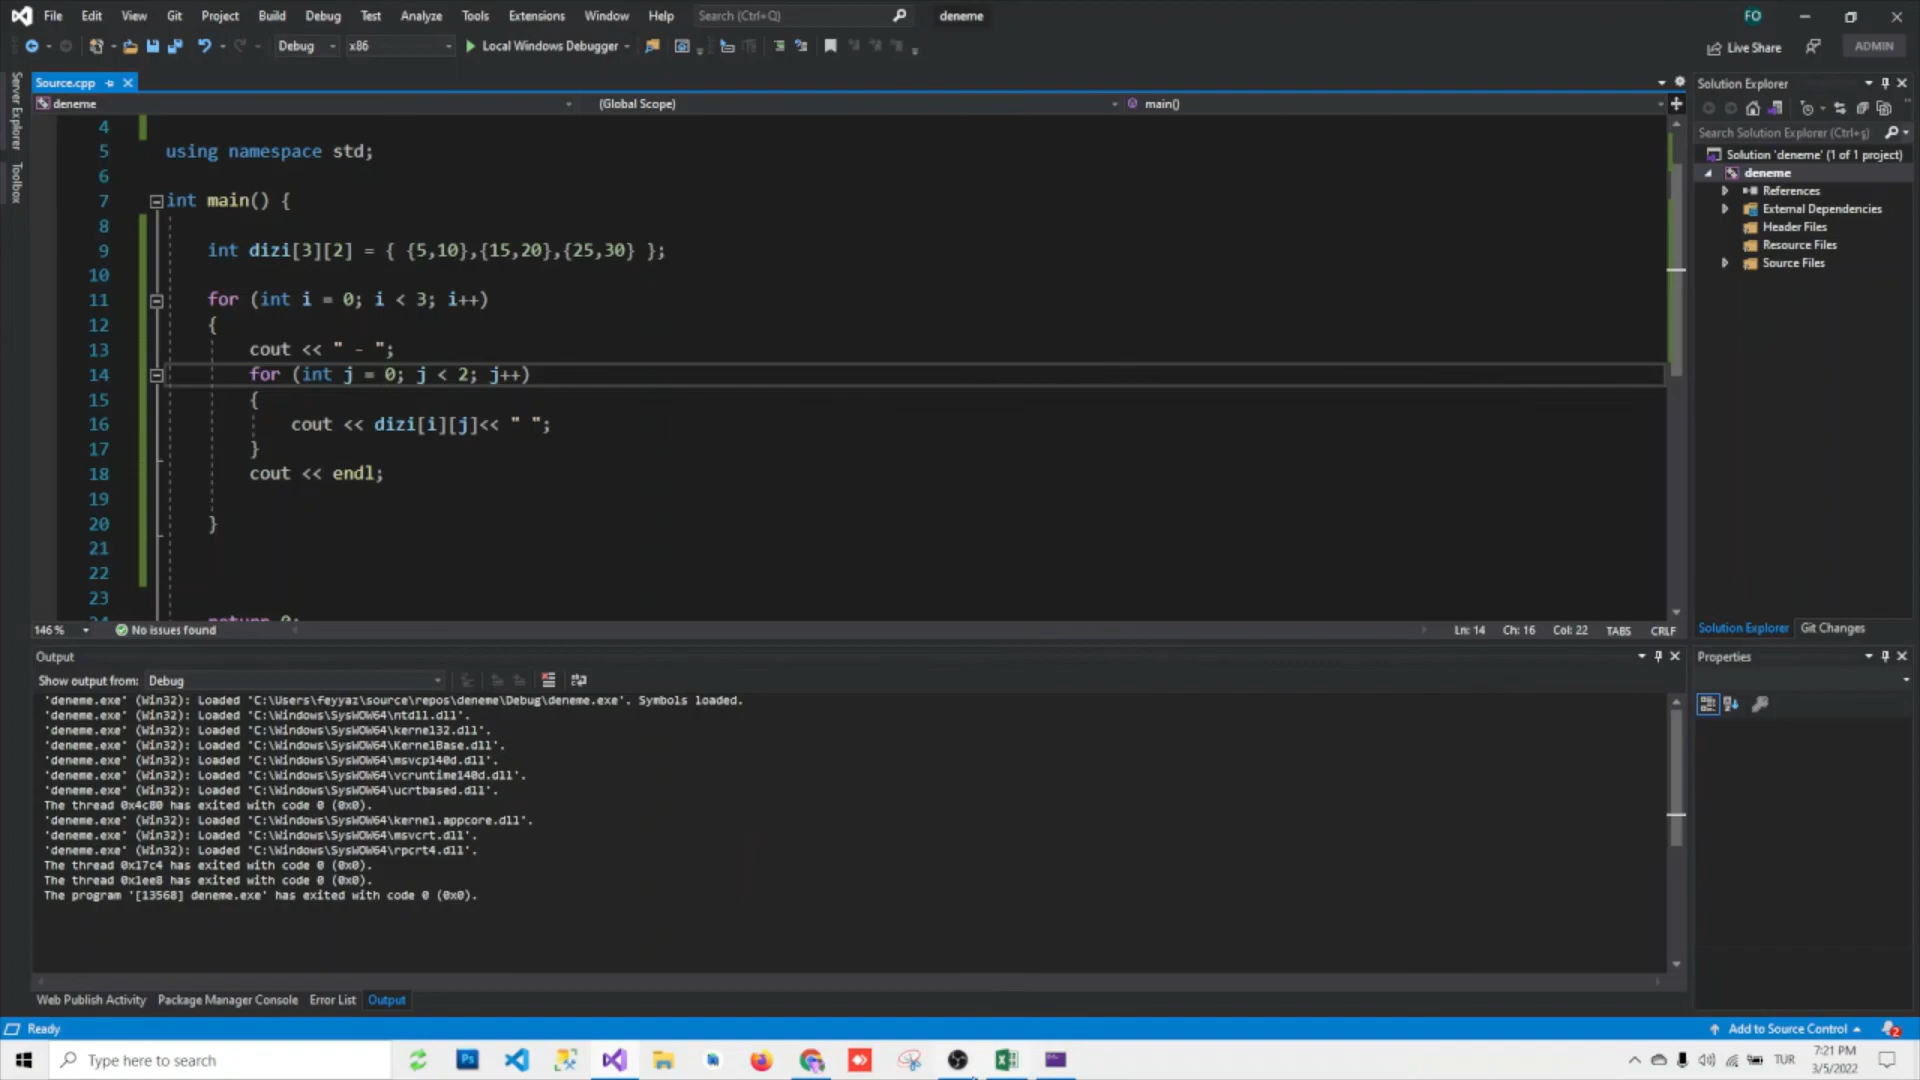 File Edit View Git Project Build Debug Test Analyze Tools Extensions Window Help Search (Ctrl+Q) deneme FO
Debug x86 Local Windows Debugger Live Share ADMIN
Server Explorer
Toolbox
Source.cpp
deneme (Global Scope) main()
4
5 using namespace std;
6
7 int main() {
8
9 int dizi[3][2] = { {5,10},{15,20},{25,30} };
10
11 for (int i = 0; i < 3; i++)
12 {
13 cout << " - ";
14 for (int j = 0; j < 2; j++)
15 {
16 cout << dizi[i][j]<< " ";
17 }
18 cout << endl;
19
20 }
21
22
23
24 return 0;
146 % No issues found Ln: 14 Ch: 16 Col: 22 TABS CRLF
Solution Explorer
Search Solution Explorer (Ctrl+ş)
Solution 'deneme' (1 of 1 project)
deneme
References
External Dependencies
Header Files
Resource Files
Source Files
Solution Explorer Git Changes
Properties
Output
Show output from: Debug
'deneme.exe' (Win32): Loaded 'C:\Users\feyyaz\source\repos\deneme\Debug\deneme.exe'. Symbols loaded.
'deneme.exe' (Win32): Loaded 'C:\Windows\SysWOW64\ntdll.dll'.
'deneme.exe' (Win32): Loaded 'C:\Windows\SysWOW64\kernel32.dll'.
'deneme.exe' (Win32): Loaded 'C:\Windows\SysWOW64\KernelBase.dll'.
'deneme.exe' (Win32): Loaded 'C:\Windows\SysWOW64\msvcp140d.dll'.
'deneme.exe' (Win32): Loaded 'C:\Windows\SysWOW64\vcruntime140d.dll'.
'deneme.exe' (Win32): Loaded 'C:\Windows\SysWOW64\ucrtbased.dll'.
The thread 0x4c80 has exited with code 0 (0x0).
'deneme.exe' (Win32): Loaded 'C:\Windows\SysWOW64\kernel.appcore.dll'.
'deneme.exe' (Win32): Loaded 'C:\Windows\SysWOW64\msvcrt.dll'.
'deneme.exe' (Win32): Loaded 'C:\Windows\SysWOW64\rpcrt4.dll'.
The thread 0x17c4 has exited with code 0 (0x0).
The thread 0x1ee8 has exited with code 0 (0x0).
The program '[13568] deneme.exe' has exited with code 0 (0x0).
Web Publish Activity Package Manager Console Error List Output
Ready Add to Source Control 2
Type here to search Ps TUR 7:21 PM
3/5/2022